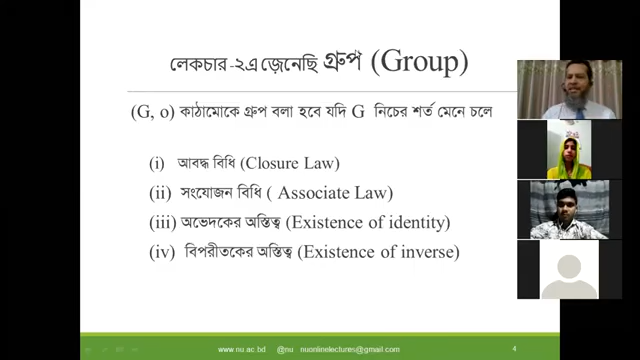 লেকচার -২এ জেনেছি গ্রুপ (Group)
(G, o) কাঠামোকে গ্রুপ বলা হবে যদি G নিচের শর্ত মেনে চলে
(i) আবদ্ধ বিধি (Closure Law)
(ii) সংযোজন বিধি ( Associate Law)
(iii) অভেদকের অস্তিত্ব (Existence of identity)
(iv) বিপরীতকের অস্তিত্ব (Existence of inverse)
www.nu.ac.bd @nu nuonlinelectures@gmail.com 4